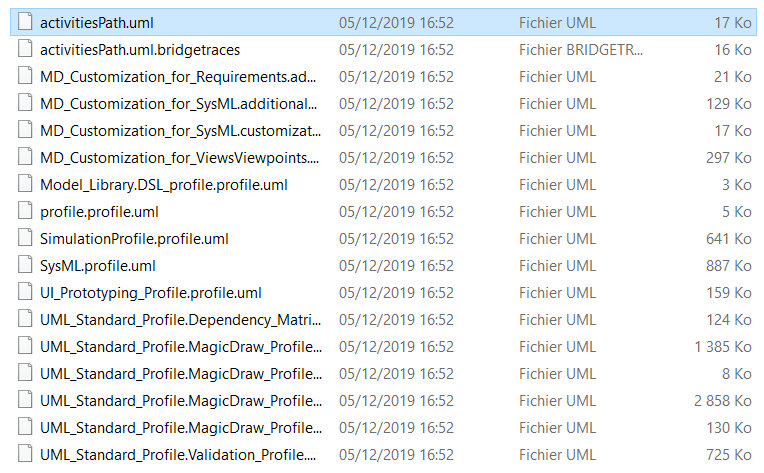 activitiesPath.uml 05/12/2019 16:52 Fichier UML 17 Ko
activitiesPath.uml.bridgetraces 05/12/2019 16:52 Fichier BRIDGETR... 16 Ko
MD_Customization_for_Requirements.ad... 05/12/2019 16:52 Fichier UML 21 Ko
MD_Customization_for_SysML.additional... 05/12/2019 16:52 Fichier UML 129 Ko
MD_Customization_for_SysML.customizat... 05/12/2019 16:52 Fichier UML 17 Ko
MD_Customization_for_ViewsViewpoints.... 05/12/2019 16:52 Fichier UML 297 Ko
Model_Library.DSL_profile.profile.uml 05/12/2019 16:52 Fichier UML 3 Ko
profile.profile.uml 05/12/2019 16:52 Fichier UML 5 Ko
SimulationProfile.profile.uml 05/12/2019 16:52 Fichier UML 641 Ko
SysML.profile.uml 05/12/2019 16:52 Fichier UML 887 Ko
UI_Prototyping_Profile.profile.uml 05/12/2019 16:52 Fichier UML 159 Ko
UML_Standard_Profile.Dependency_Matri... 05/12/2019 16:52 Fichier UML 124 Ko
UML_Standard_Profile.MagicDraw_Profile... 05/12/2019 16:52 Fichier UML 1 385 Ko
UML_Standard_Profile.MagicDraw_Profile... 05/12/2019 16:52 Fichier UML 8 Ko
UML_Standard_Profile.MagicDraw_Profile... 05/12/2019 16:52 Fichier UML 2 858 Ko
UML_Standard_Profile.MagicDraw_Profile... 05/12/2019 16:52 Fichier UML 130 Ko
UML_Standard_Profile.Validation_Profile.... 05/12/2019 16:52 Fichier UML 725 Ko